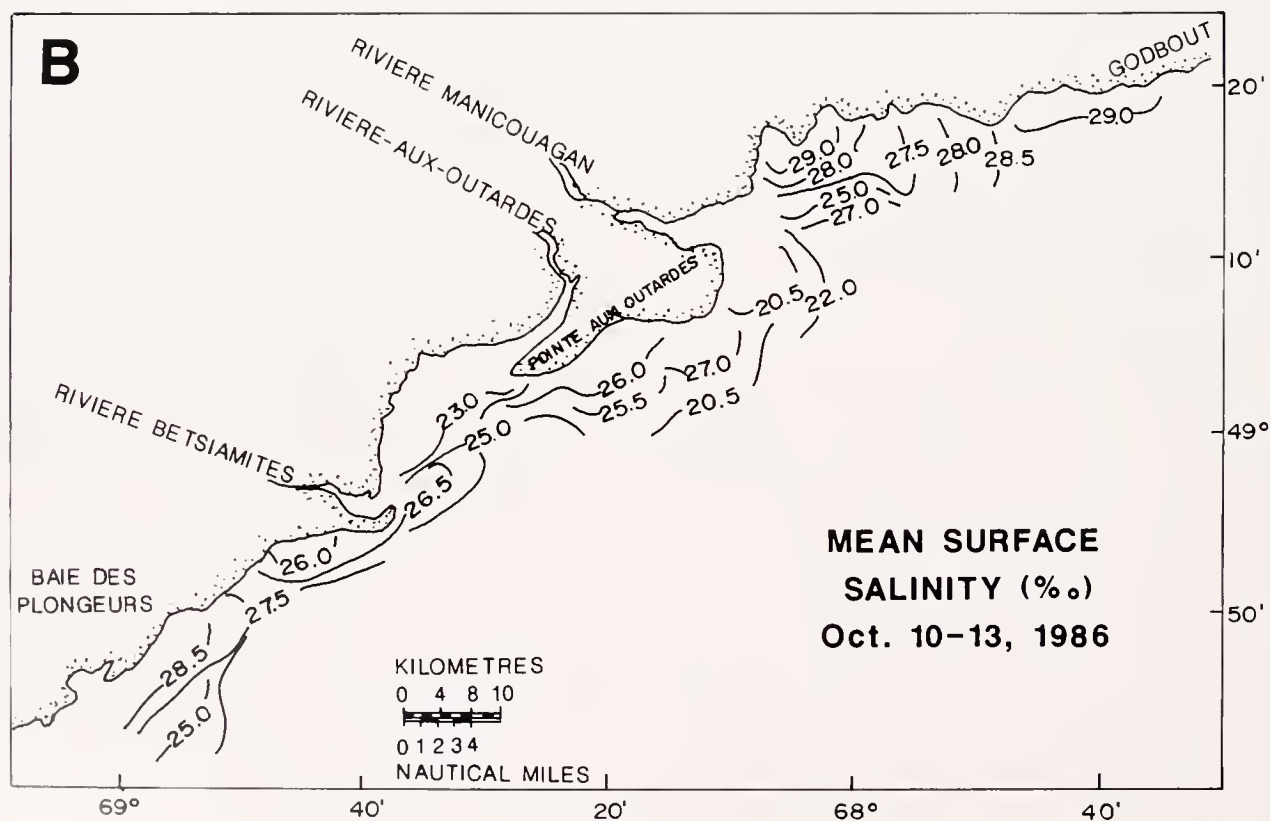 B
RIVIERE MANICOUAGAN
RIVIERE-AUX-OUTARDES
GODBOUT
20'
29.0
29.0
28.0
27.5
28.0
28.5
25.0
27.0
10'
POINTE AUX OUTARDES
20.5
22.0
26.0
27.0
25.5
20.5
23.0
25.0
49°
RIVIERE BETSIAMITES
26.5
26.0
BAIE DES
PLONGEURS
27.5
28.5
25.0
MEAN SURFACE
SALINITY (‰)
Oct. 10-13, 1986
50'
KILOMETRES
0 4 8 10
0 1 2 3 4
NAUTICAL MILES
69°
40'
20'
68°
40'